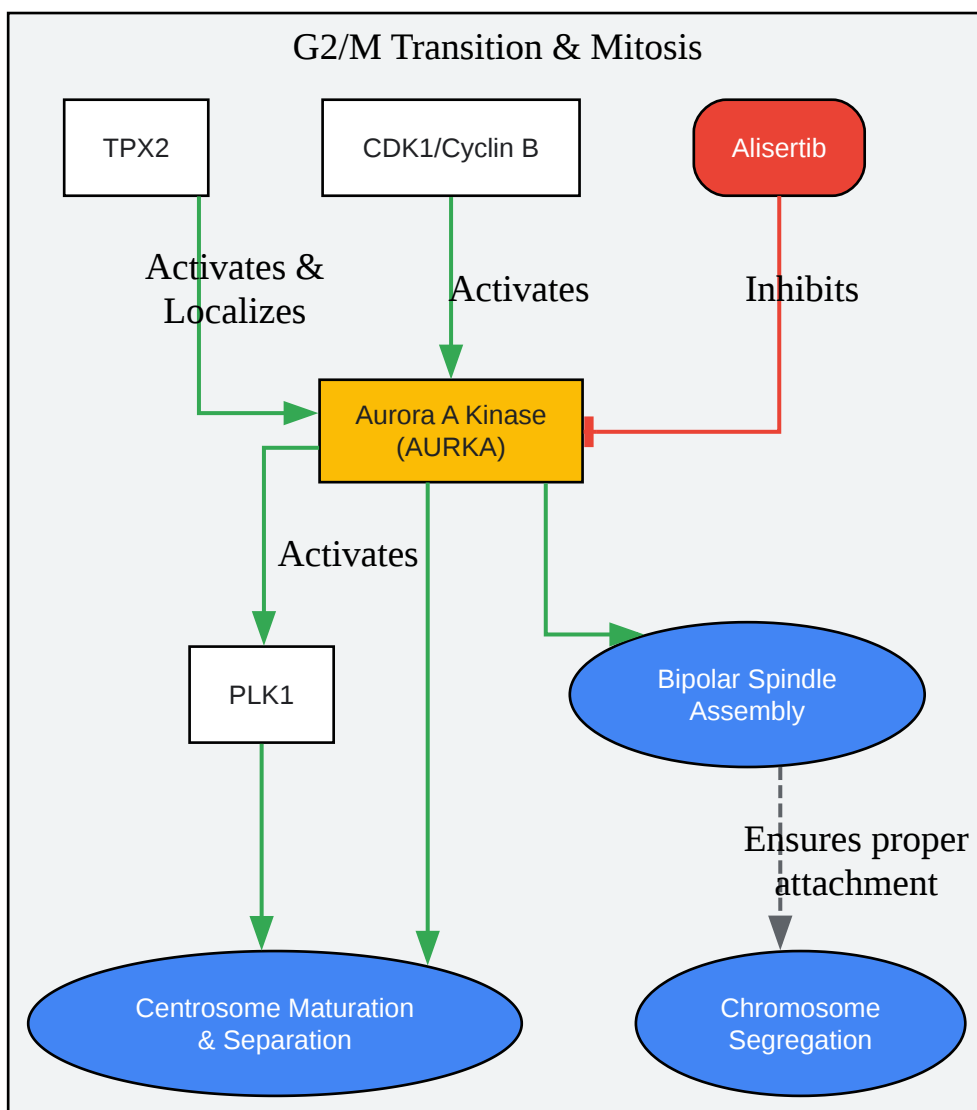 G2/M Transition & Mitosis
TPX2
CDK1/Cyclin B
Alisertib
Activates &
Localizes
Activates
Inhibits
Aurora A Kinase
(AURKA)
Activates
PLK1
Bipolar Spindle
Assembly
Ensures proper
attachment
Centrosome Maturation
& Separation
Chromosome
Segregation